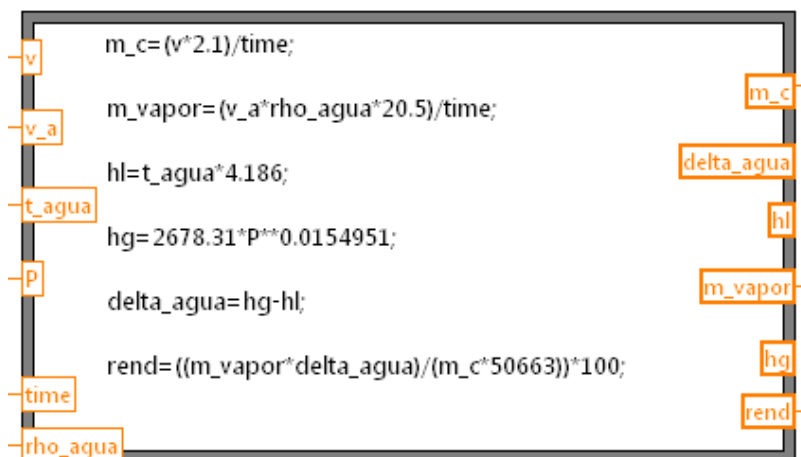 m_c=(v*2.1)/time;
v
m_c
m_vapor=(v_a*rho_agua*20.5)/time;
v_a
delta_agua
hl=t_agua*4.186;
t_agua
hl
hg=2678.31*P**0.0154951;
P
m_vapor
delta_agua=hg-hl;
hg
rend=((m_vapor*delta_agua)/(m_c*50663))*100;
time
rend
rho_agua